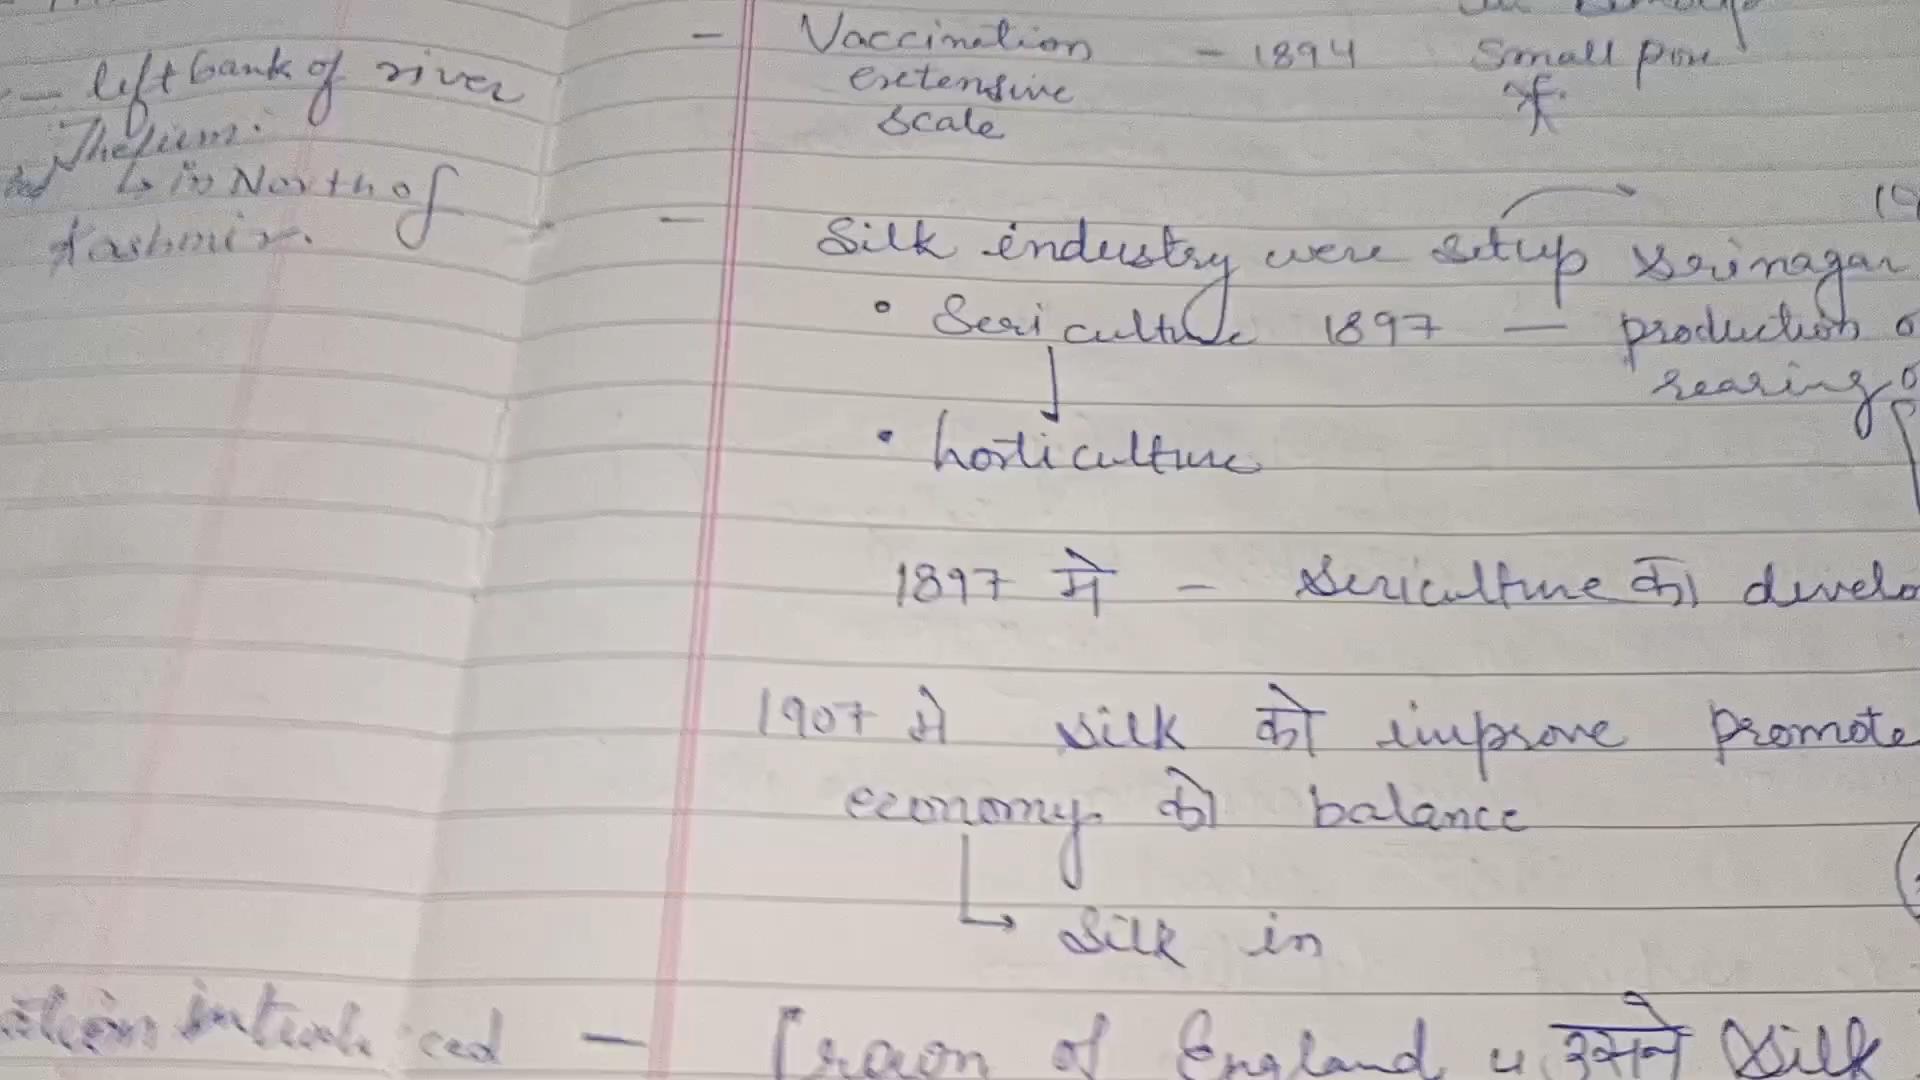 left bank of river
Jhelum.
↳ in North of
Kashmir.
- Vaccination - 1894 Small pox
extensive
scale
- Silk industry were setup Srinagar
• Sericulture 1897 — production
rearing
• horticulture
1897 मे - Sericulture को develo
1907 मे silk को improve promote
economy को balance
↳ Silk in
— Crown of England उसने Silk